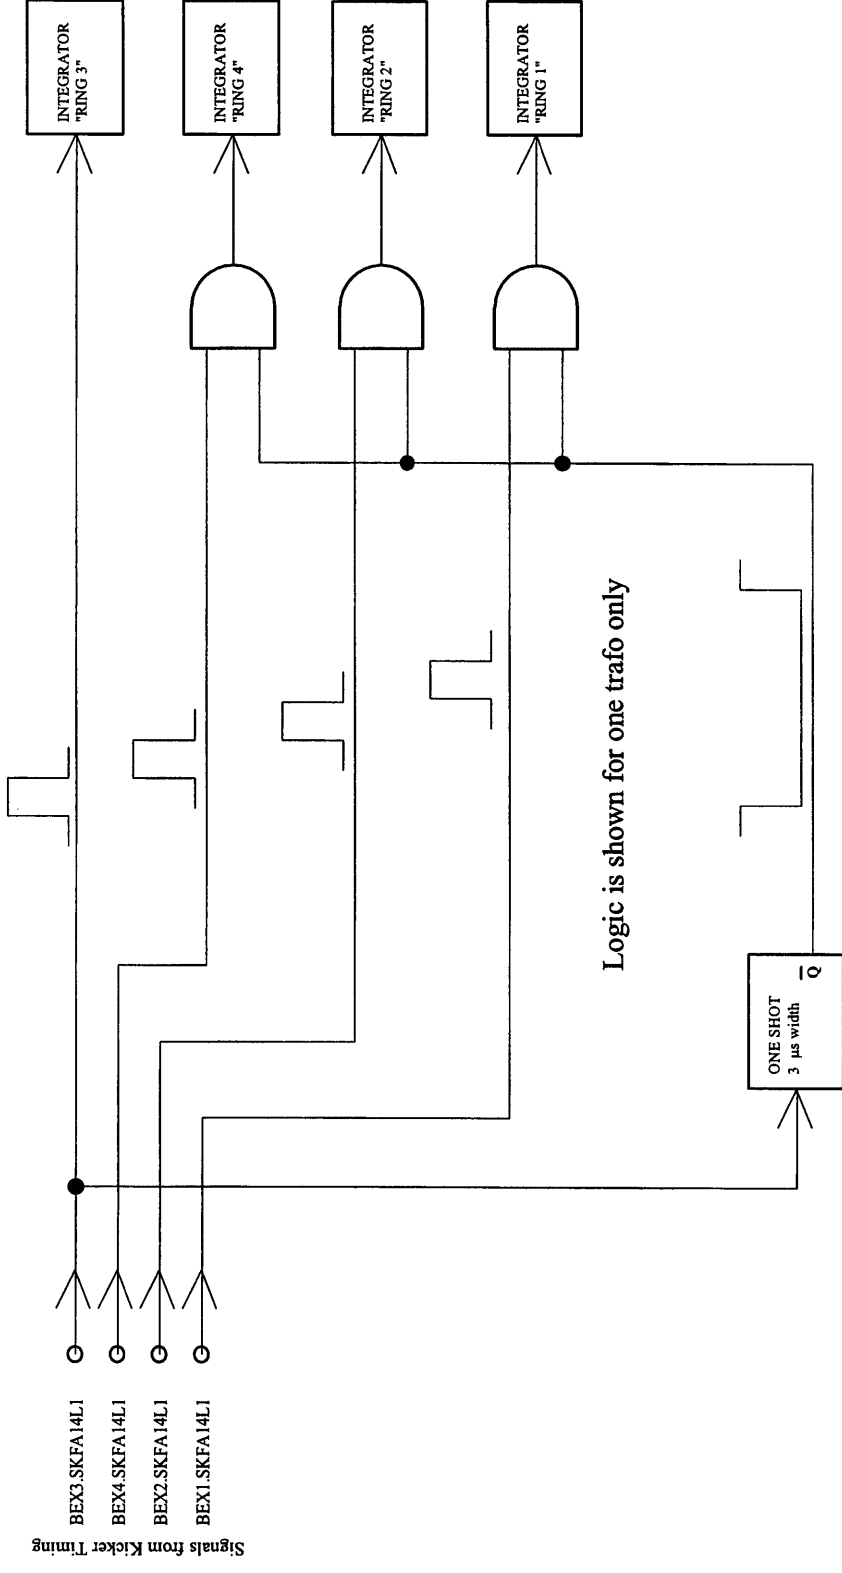 INTEGRATOR
"RING 3"
INTEGRATOR
"RING 4"
INTEGRATOR
"RING 2"
INTEGRATOR
"RING 1"
Logic is shown for one trafo only
ONE SHOT
3 µs width
Q̅
BEX3.SKFA14L1
BEX4.SKFA14L1
BEX2.SKFA14L1
BEX1.SKFA14L1
Signals from Kicker Timing